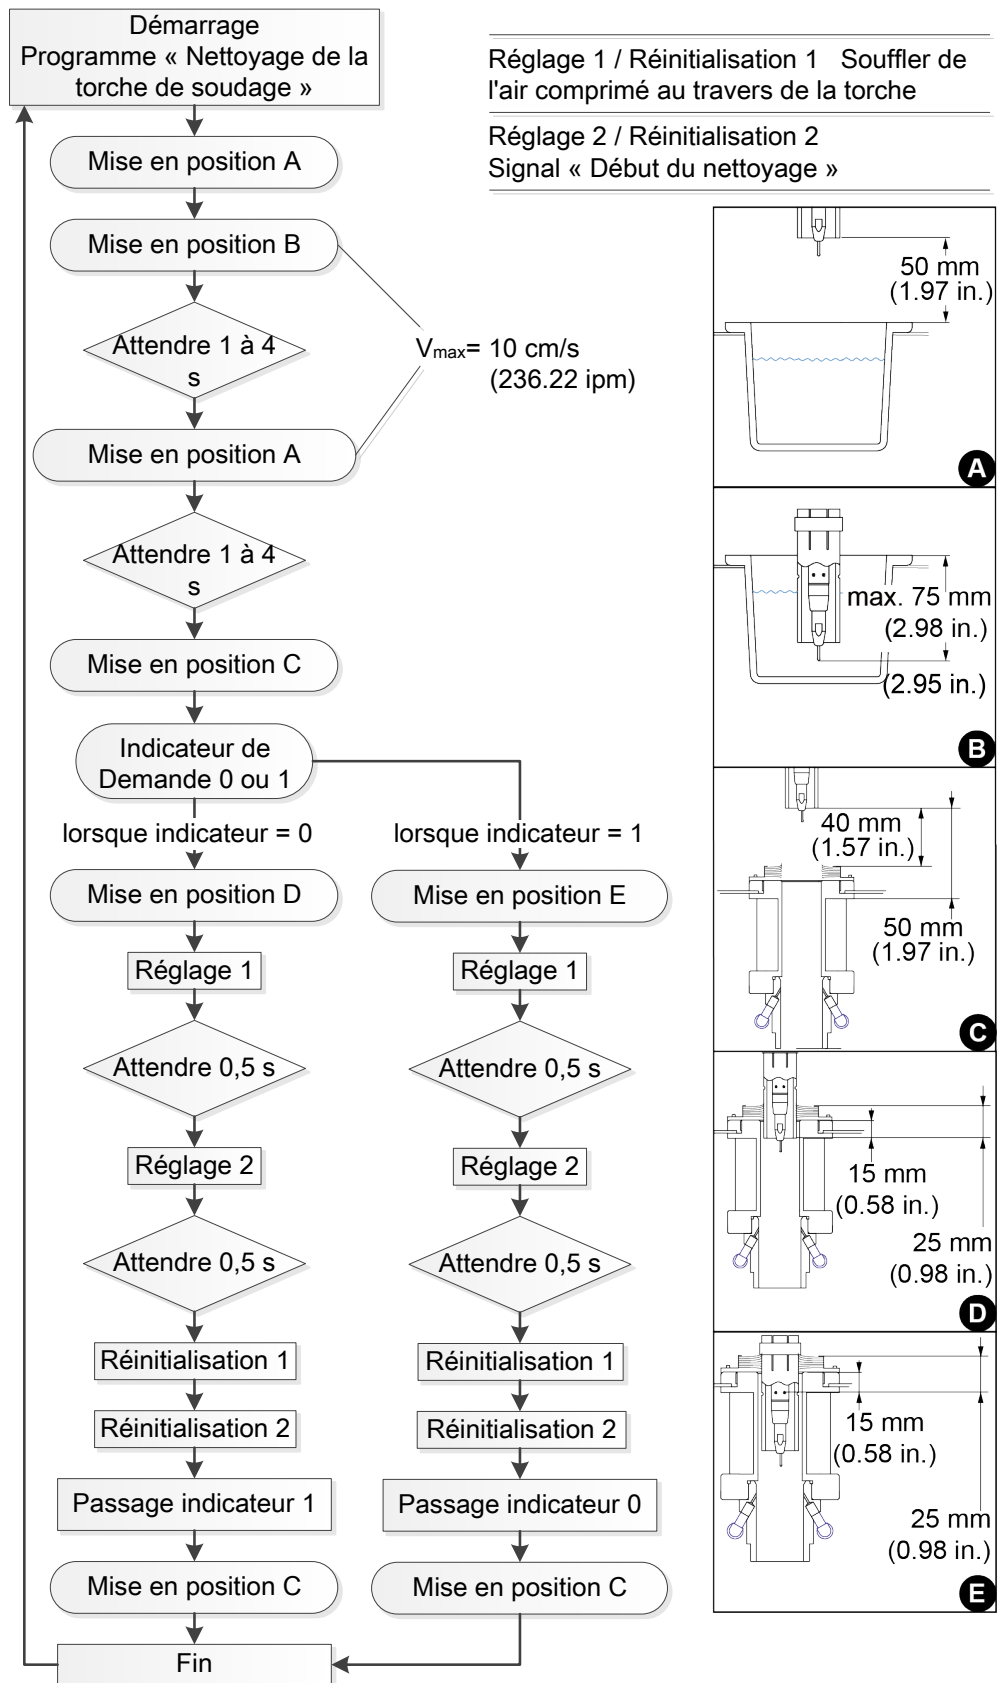 Démarrage
Programme « Nettoyage de la
torche de soudage »
Réglage 1 / Réinitialisation 1 Souffler de
l'air comprimé au travers de la torche
Réglage 2 / Réinitialisation 2
Signal « Début du nettoyage »
Mise en position A
Mise en position B
Attendre 1 à 4
s
Vmax= 10 cm/s
(236.22 ipm)
Mise en position A
Attendre 1 à 4
s
Mise en position C
Indicateur de
Demande 0 ou 1
lorsque indicateur = 0
Mise en position D
Réglage 1
Attendre 0,5 s
Réglage 2
Attendre 0,5 s
Réinitialisation 1
Réinitialisation 2
Passage indicateur 1
Mise en position C
lorsque indicateur = 1
Mise en position E
Réglage 1
Attendre 0,5 s
Réglage 2
Attendre 0,5 s
Réinitialisation 1
Réinitialisation 2
Passage indicateur 0
Mise en position C
Fin
50 mm
(1.97 in.)
A
max. 75 mm
(2.98 in.)
(2.95 in.)
B
40 mm
(1.57 in.)
50 mm
(1.97 in.)
C
15 mm
(0.58 in.)
25 mm
(0.98 in.)
D
15 mm
(0.58 in.)
25 mm
(0.98 in.)
E